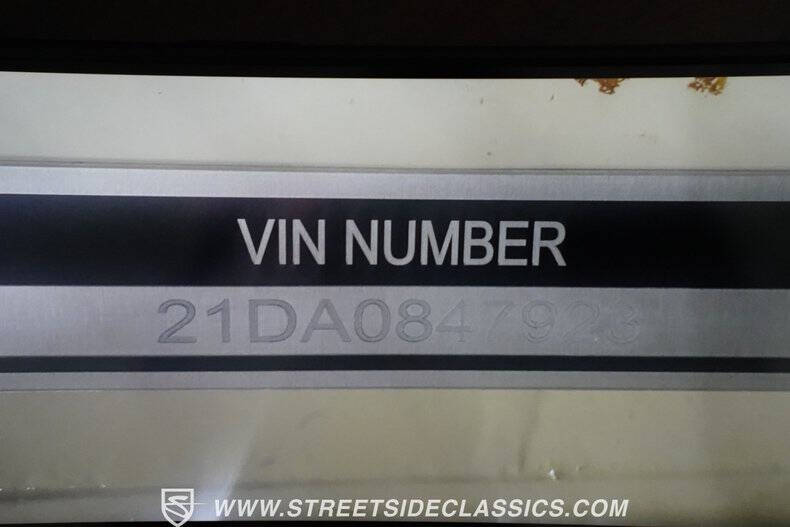 VIN NUMBER
21DA0847923
WWW.STREETSIDECLASSICS.COM